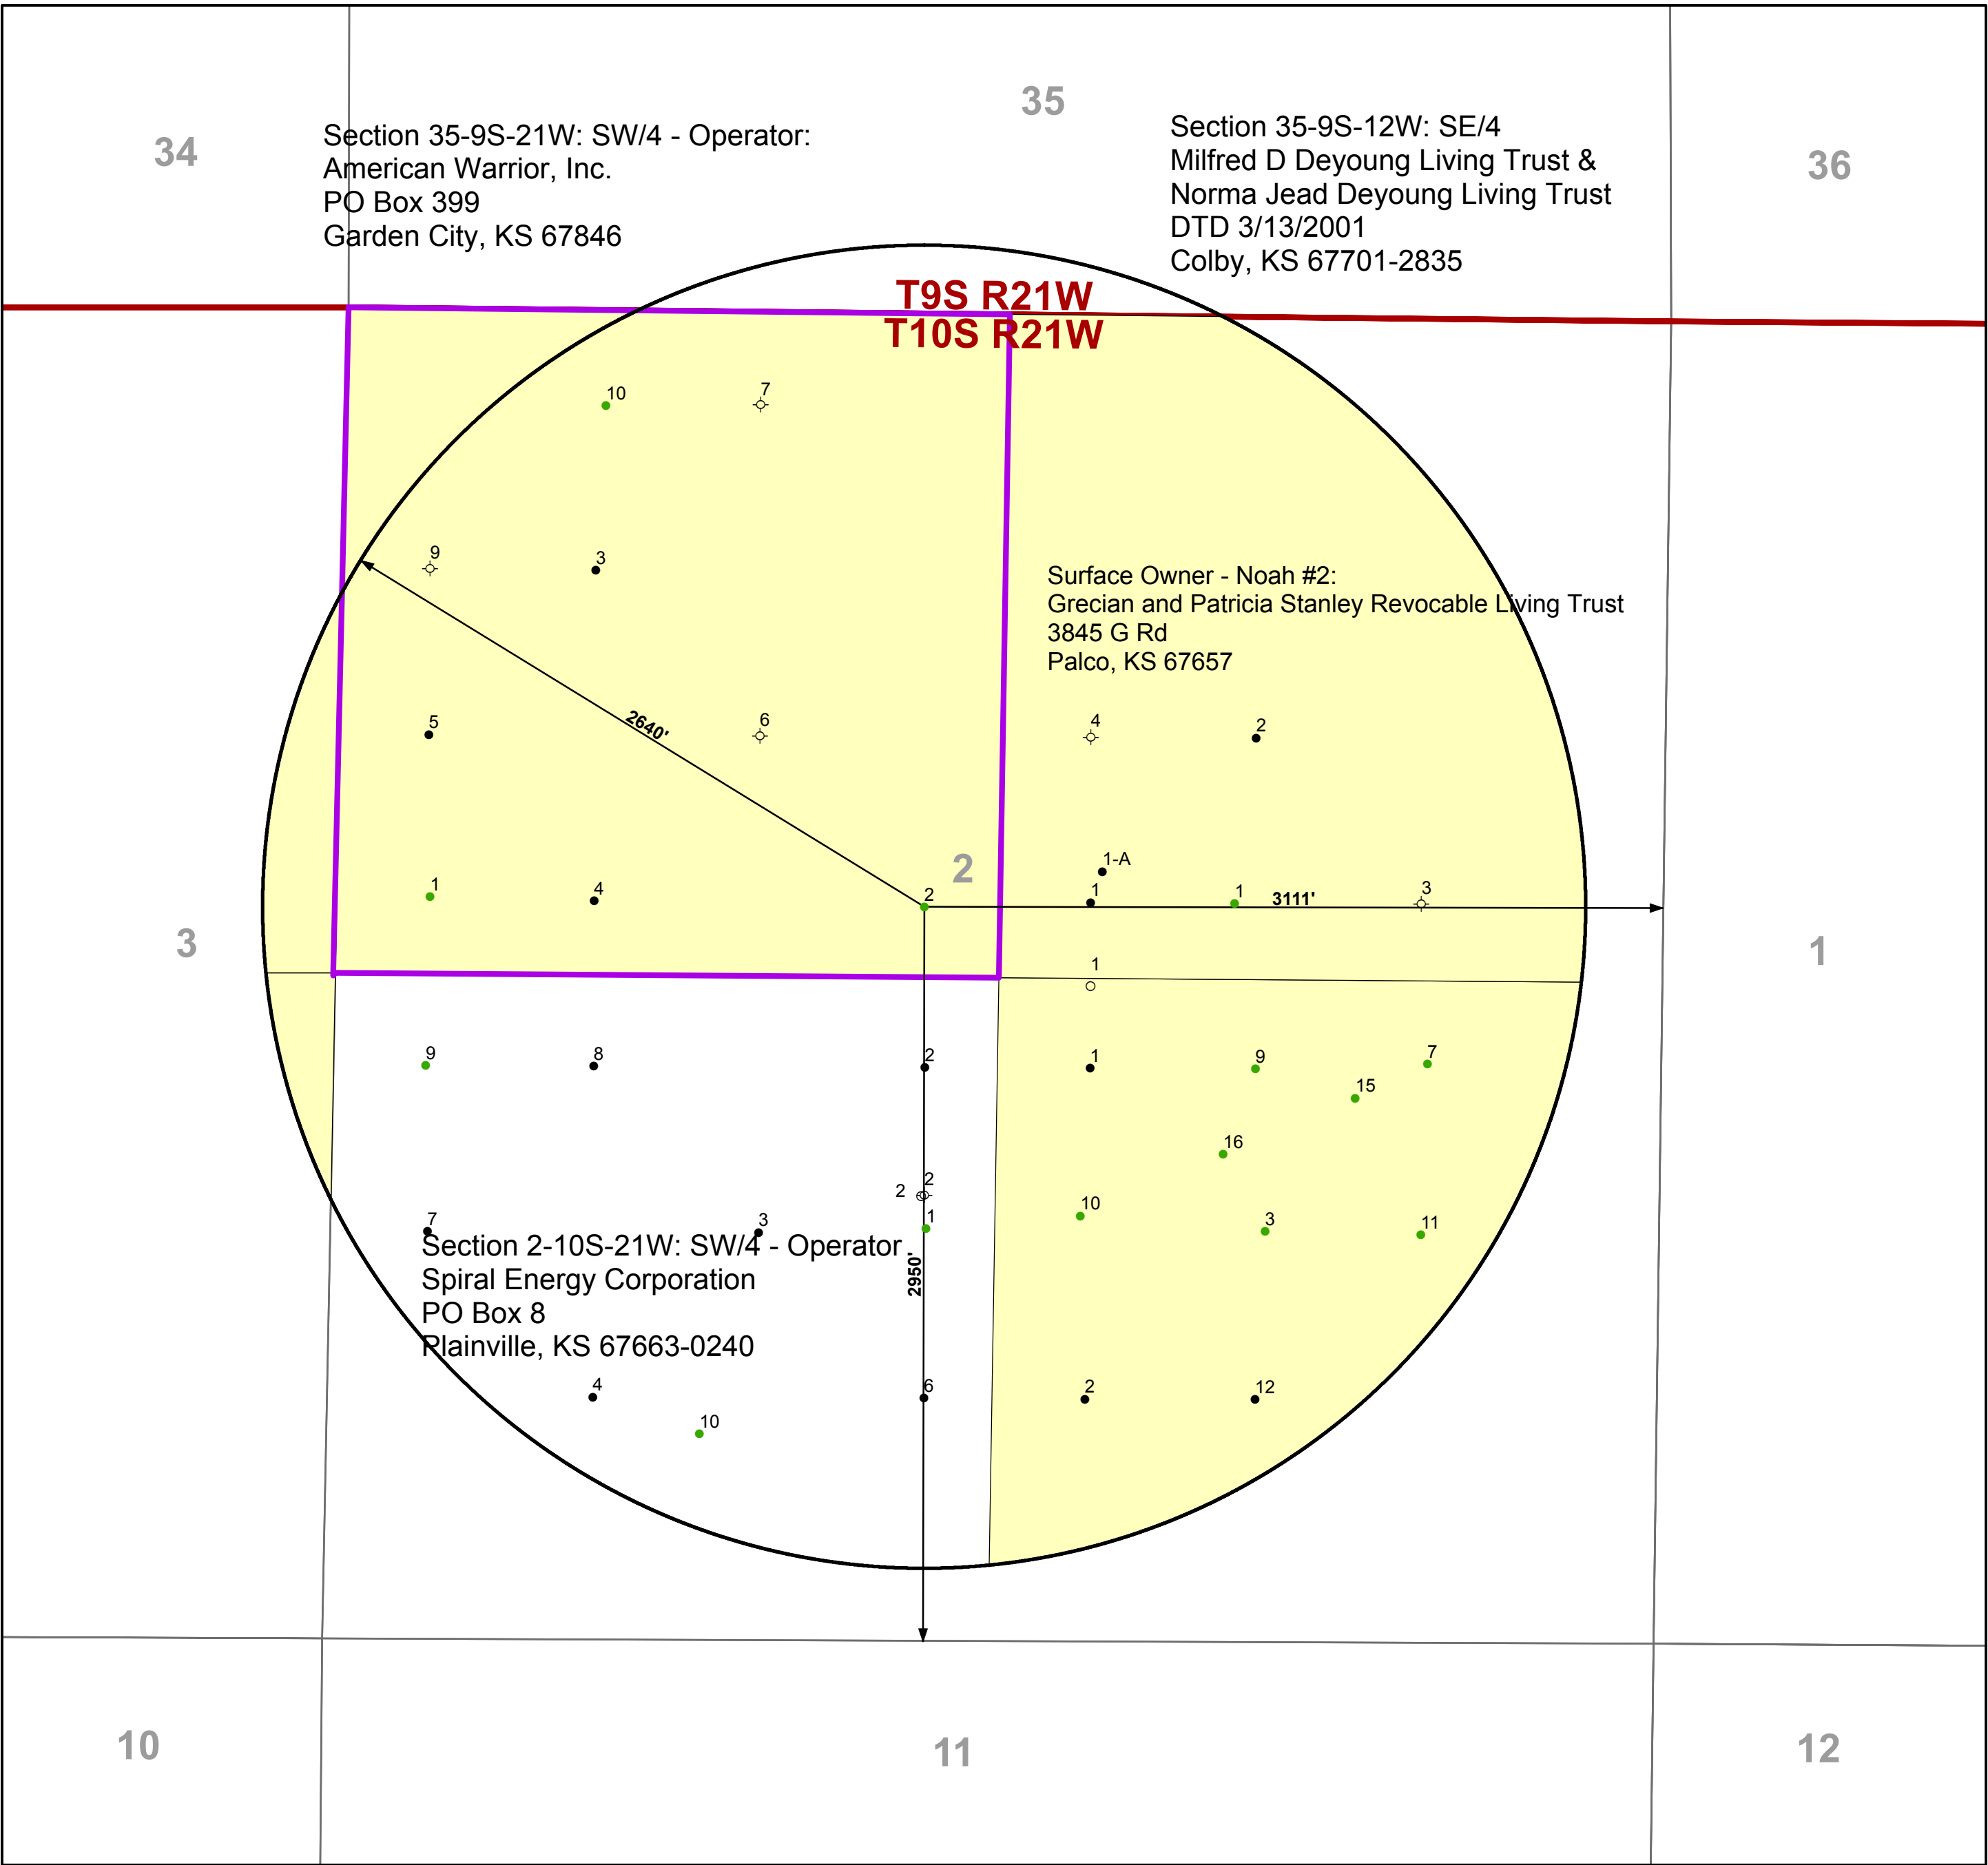 35
34
36
Section 35-9S-21W: SW/4 - Operator:
American Warrior, Inc.
PO Box 399
Garden City, KS 67846
Section 35-9S-12W: SE/4
Milfred D Deyoung Living Trust &
Norma Jead Deyoung Living Trust
DTD 3/13/2001
Colby, KS 67701-2835
T9S R21W
T10S R21W
10
7
9
3
Surface Owner - Noah #2:
Grecian and Patricia Stanley Revocable Living Trust
3845 G Rd
Palco, KS 67657
5
2640'
6
4
2
2
1-A
1
4
2
1
1
3111'
3
3
1
1
9
8
2
1
9
7
15
16
2
2
10
7
3
1
3
11
Section 2-10S-21W: SW/4 - Operator
Spiral Energy Corporation
PO Box 8
Plainville, KS 67663-0240
2950'
4
6
2
12
10
10
11
12